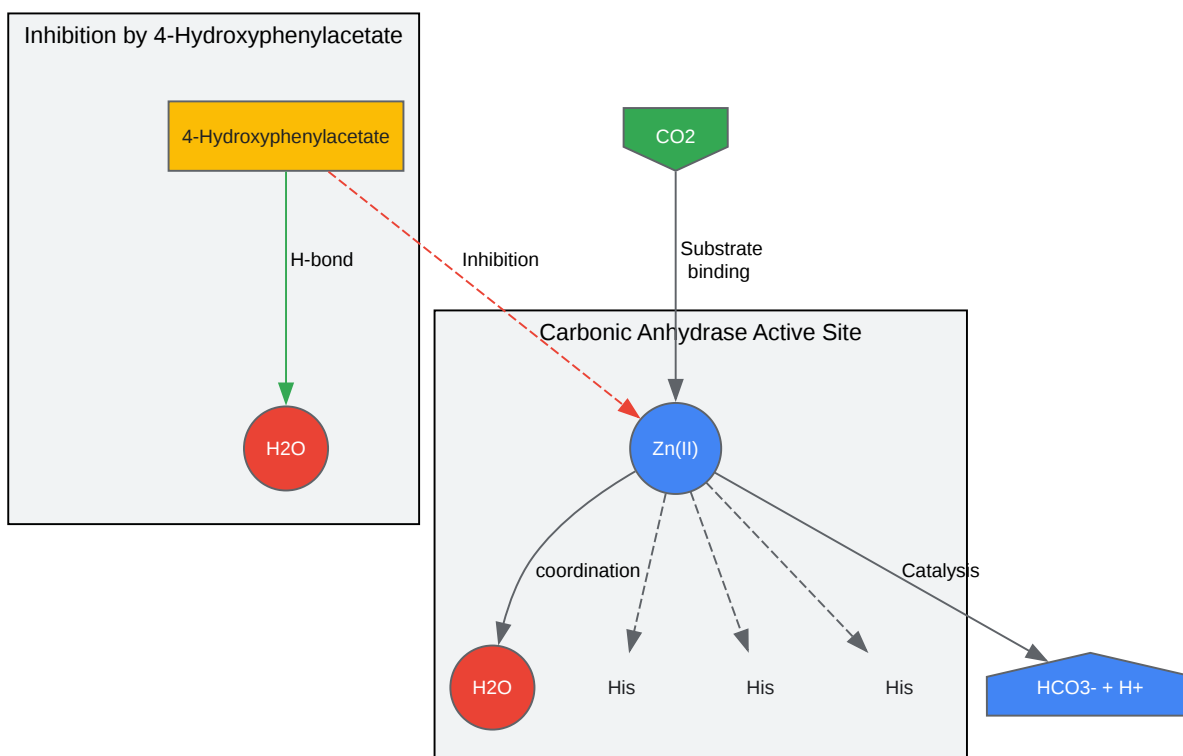 Inhibition by 4-Hydroxyphenylacetate
4-Hydroxyphenylacetate
CO2
H-bond
Inhibition
Substrate
binding
Carbonic Anhydrase Active Site
H2O
Zn(II)
coordination
Catalysis
H2O
His
His
His
HCO3- + H+